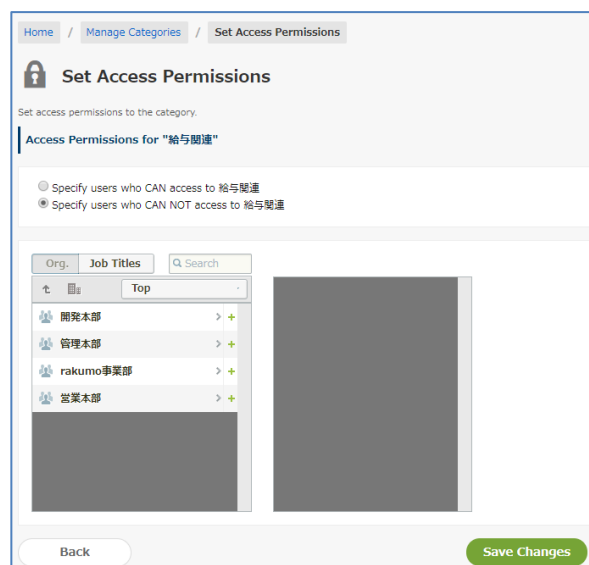 Home / Manage Categories / Set Access Permissions
Set Access Permissions
Set access permissions to the category.
Access Permissions for "給与関連"
Specify users who CAN access to 給与関連
Specify users who CAN NOT access to 給与関連
Org. Job Titles Search
Top
開発本部
管理本部
rakumo事業部
営業本部
Back Save Changes